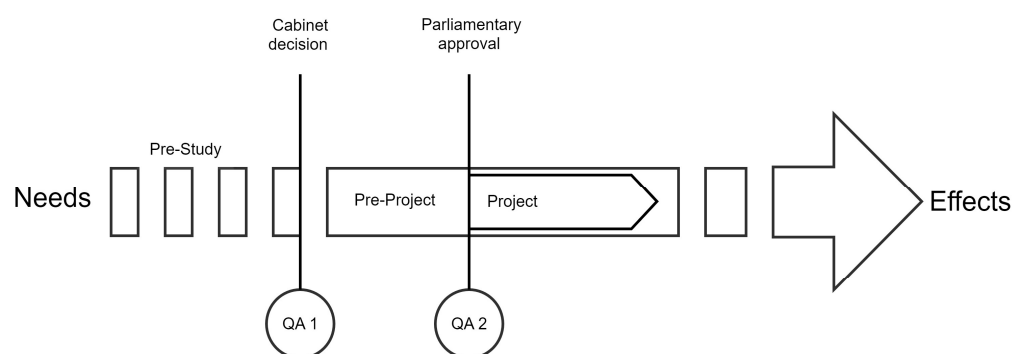 Cabinet
decision
Parliamentary
approval
Pre-Study
Needs
Pre-Project
Project
Effects
QA 1
QA 2